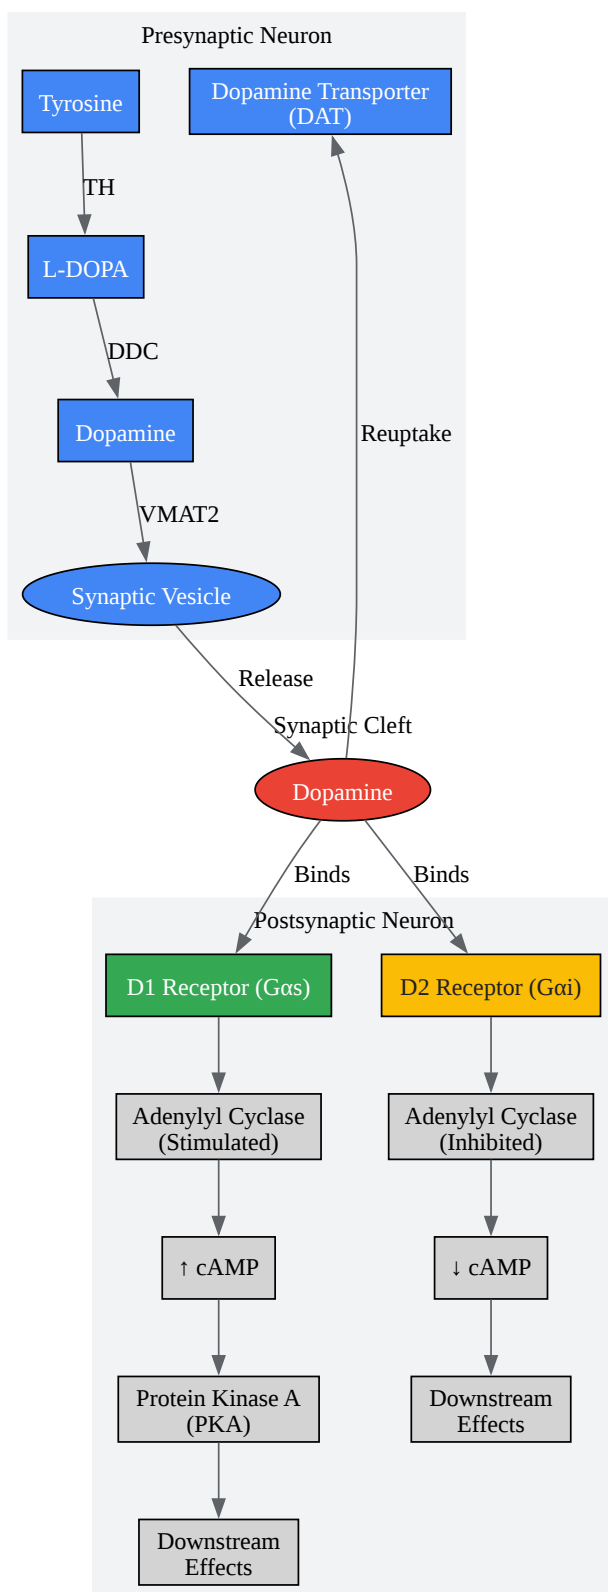 Presynaptic Neuron
Tyrosine
Dopamine Transporter
(DAT)
TH
L-DOPA
DDC
Dopamine
Reuptake
VMAT2
Synaptic Vesicle
Release
Synaptic Cleft
Dopamine
Binds
Binds
Postsynaptic Neuron
D1 Receptor (Gαs)
D2 Receptor (Gαi)
Adenylyl Cyclase
(Stimulated)
Adenylyl Cyclase
(Inhibited)
↑ cAMP
↓ cAMP
Protein Kinase A
(PKA)
Downstream
Effects
Downstream
Effects